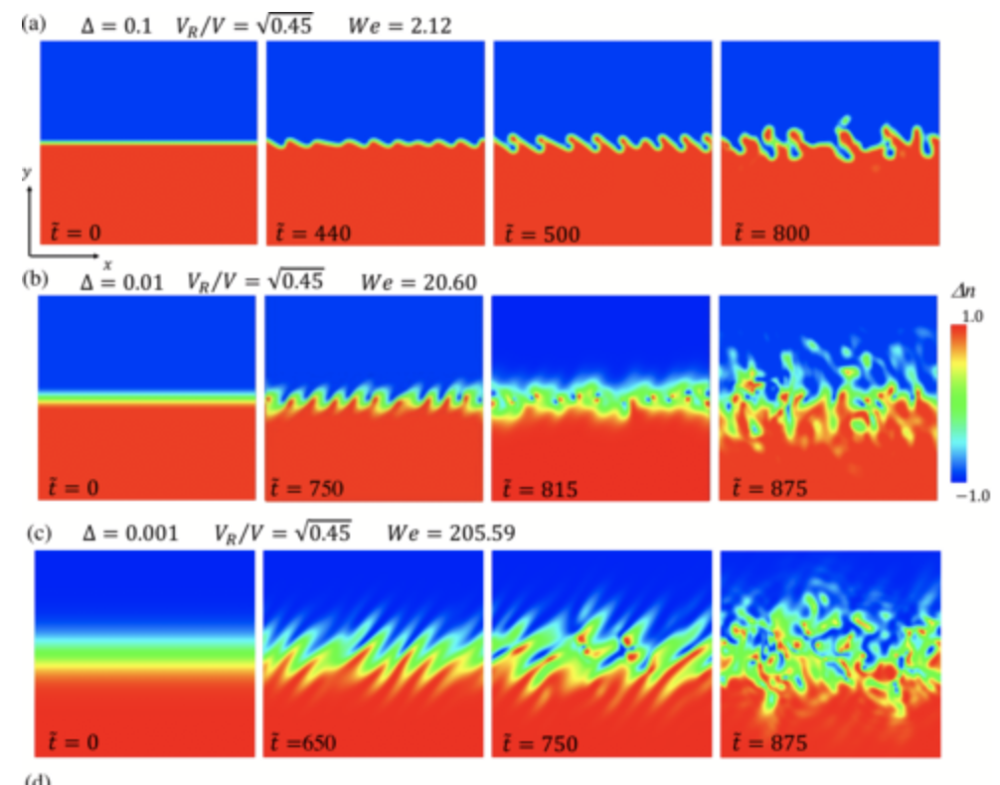 (a) Δ = 0.1 V_R/V = √0.45 We = 2.12
y
t̃ = 0 t̃ = 440 t̃ = 500 t̃ = 800
x
(b) Δ = 0.01 V_R/V = √0.45 We = 20.60
Δn
1.0
t̃ = 0 t̃ = 750 t̃ = 815 t̃ = 875
−1.0
(c) Δ = 0.001 V_R/V = √0.45 We = 205.59
t̃ = 0 t̃ =650 t̃ = 750 t̃ = 875
(d)